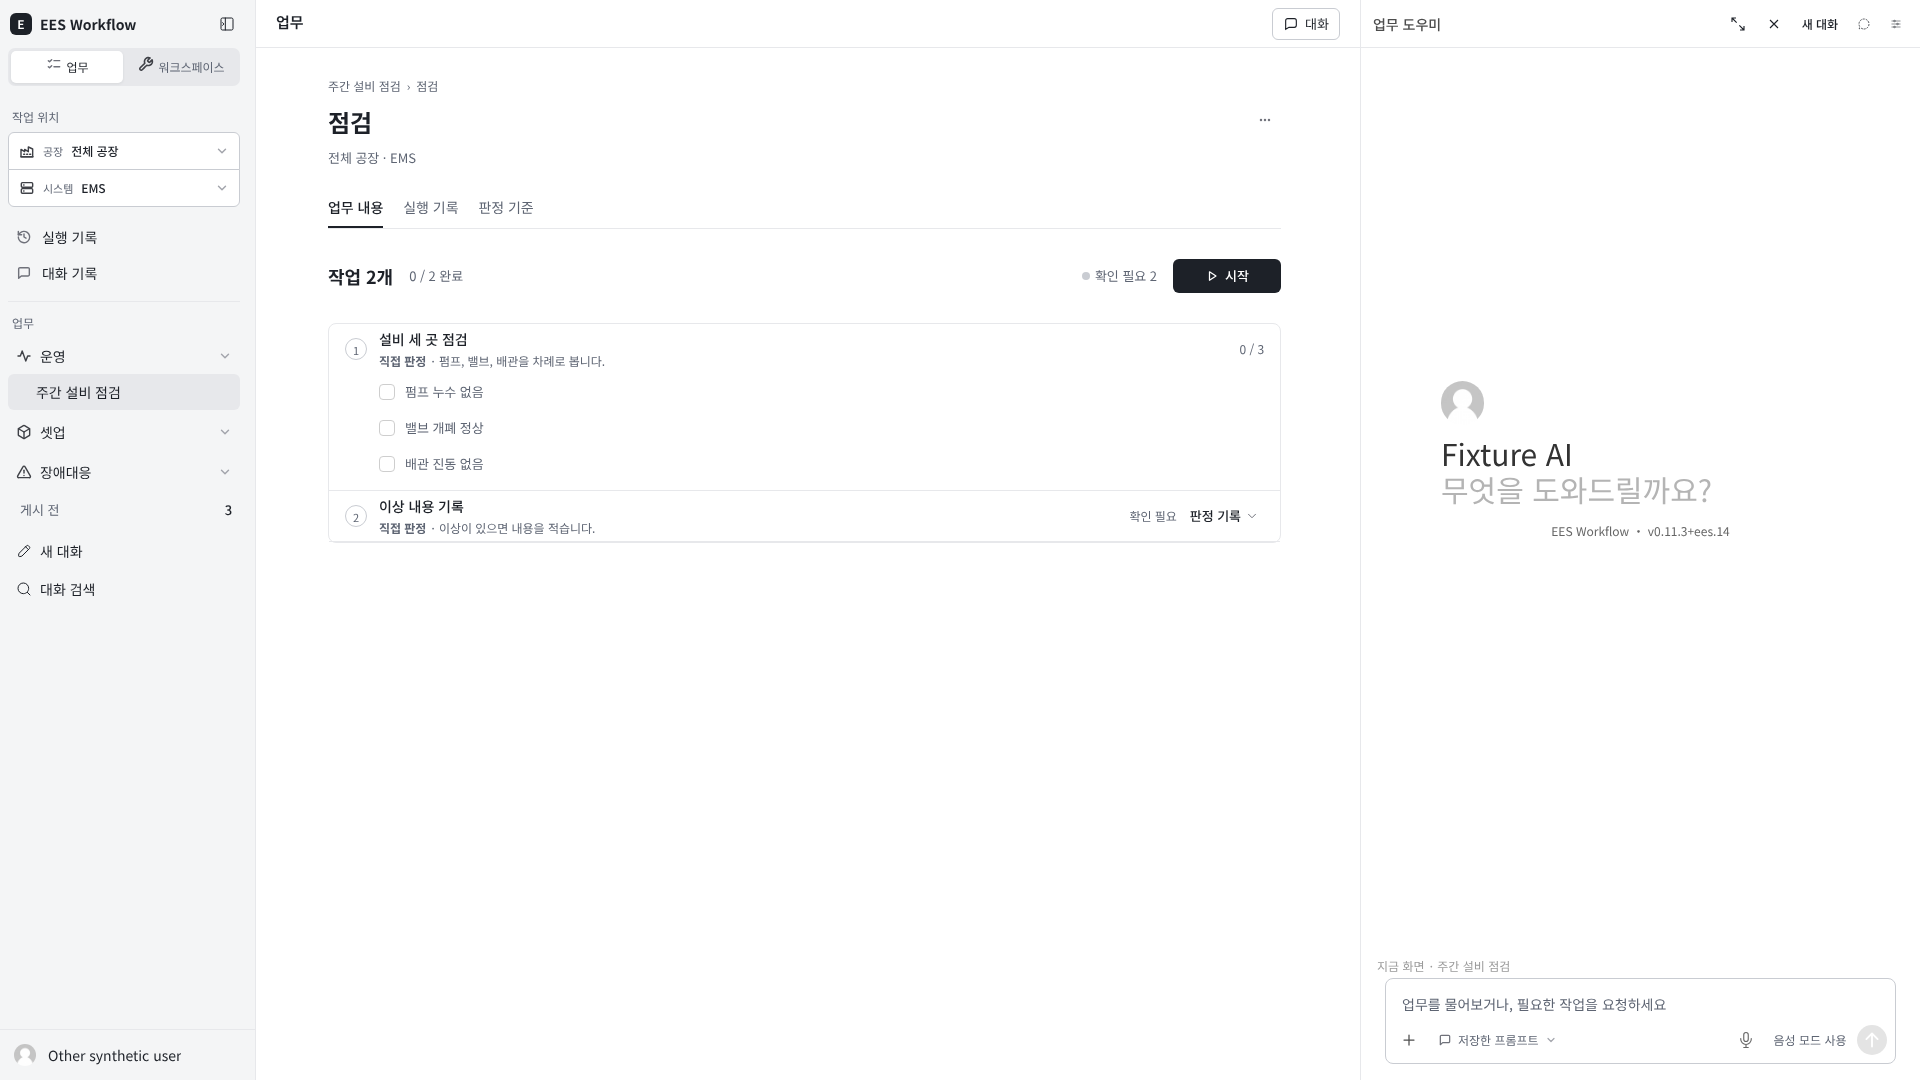 E EES Workflow
업무
워크스페이스
작업 위치
공장 전체 공장
시스템 EMS
실행 기록
대화 기록
업무
운영
주간 설비 점검
셋업
장애대응
게시 전 3
새 대화
대화 검색
Other synthetic user
업무
대화
주간 설비 점검 › 점검
점검
...
전체 공장 · EMS
업무 내용 실행 기록 판정 기준
작업 2개 0 / 2 완료
확인 필요 2
시작
1 설비 세 곳 점검
직접 판정 · 펌프, 밸브, 배관을 차례로 봅니다.
0 / 3
펌프 누수 없음
밸브 개폐 정상
배관 진동 없음
2 이상 내용 기록
직접 판정 · 이상이 있으면 내용을 적습니다.
확인 필요 판정 기록
업무 도우미
새 대화
Fixture AI
무엇을 도와드릴까요?
EES Workflow · v0.11.3+ees.14
지금 화면 · 주간 설비 점검
업무를 물어보거나, 필요한 작업을 요청하세요
저장한 프롬프트
음성 모드 사용